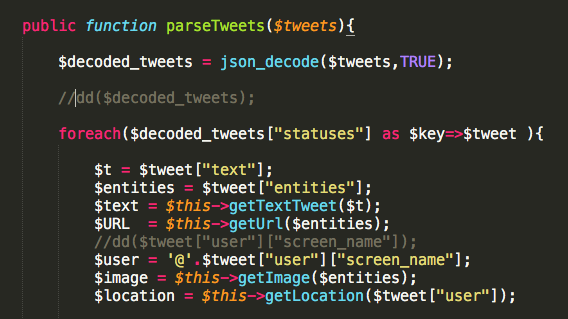 public function parseTweets($tweets){
$decoded_tweets = json_decode($tweets,TRUE);
//dd($decoded_tweets);
foreach($decoded_tweets["statuses"] as $key=>$tweet ){
$t = $tweet["text"];
$entities = $tweet["entities"];
$text = $this->getTextTweet($t);
$URL  = $this->getUrl($entities);
//dd($tweet["user"]["screen_name"]);
$user = '@'.$tweet["user"]["screen_name"];
$image = $this->getImage($entities);
$location = $this->getLocation($tweet["user"]);